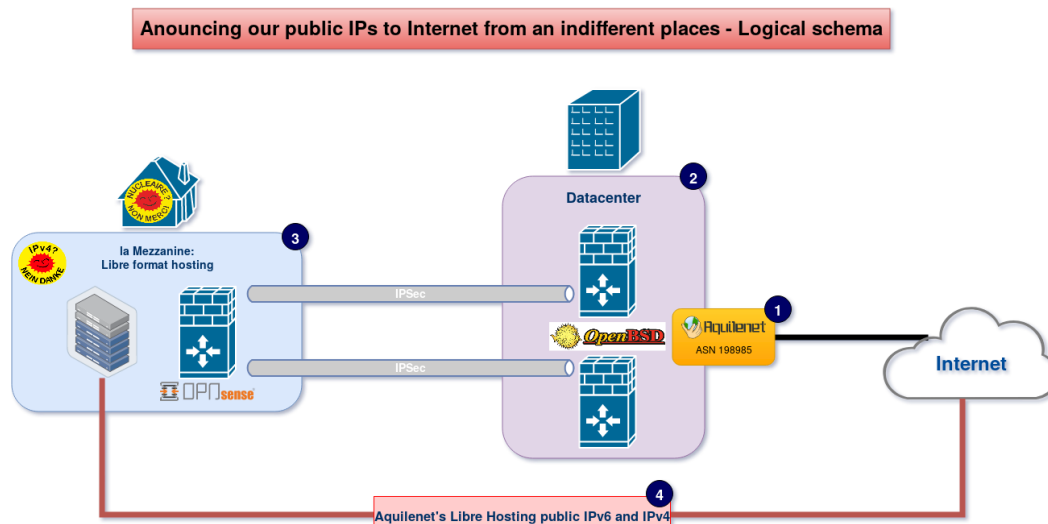 Anouncing our public IPs to Internet from an indifferent places - Logical schema
NUCLEAIRE ?
NON MERCI
2
Datacenter
3
IPv4?
NEIN DANKE
la Mezzanine:
Libre format hosting
IPSec
OpenBSD
1
Aquilenet
ASN 198985
Internet
IPSec
OPNsense
4
Aquilenet's Libre Hosting public IPv6 and IPv4